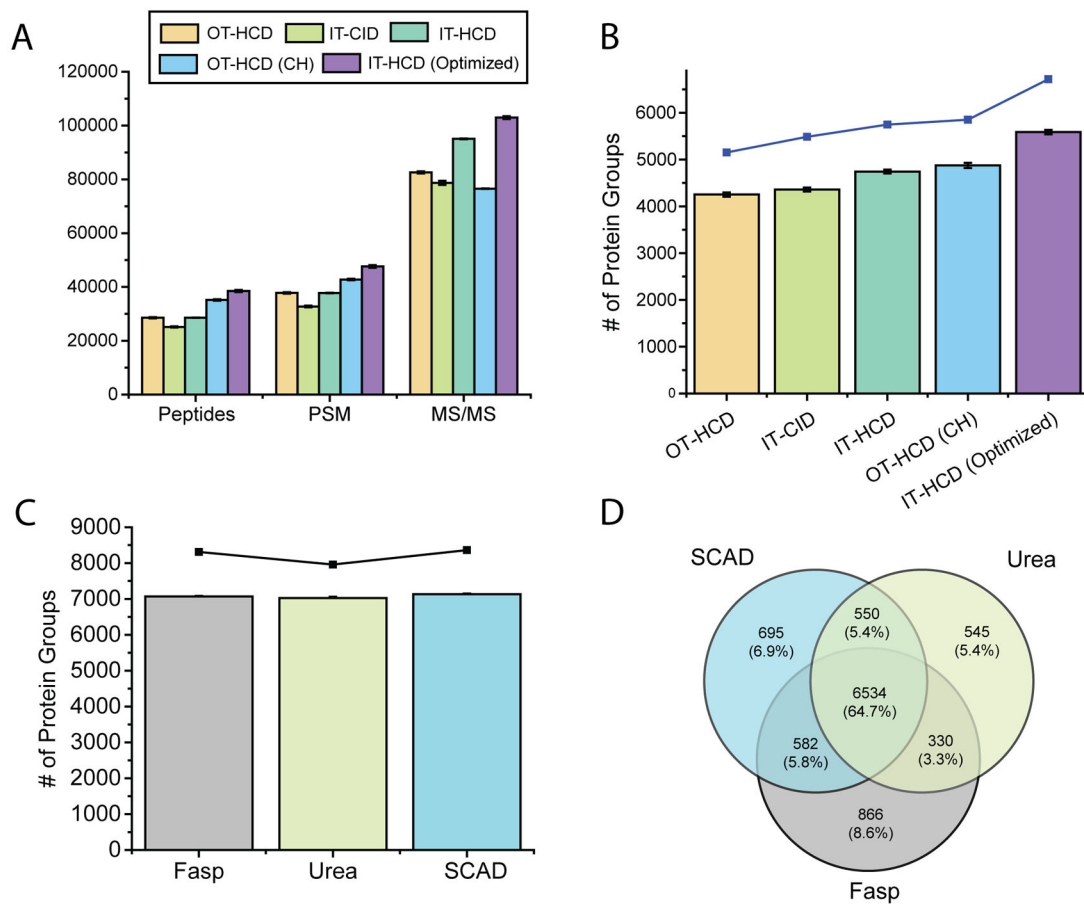 A
OT-HCD IT-CID IT-HCD
OT-HCD (CH) IT-HCD (Optimized)
120000
100000
80000
60000
40000
20000
0
Peptides PSM MS/MS
B
# of Protein Groups
6000
5000
4000
3000
2000
1000
0
OT-HCD
IT-CID
IT-HCD
OT-HCD (CH)
IT-HCD (Optimized)
C
# of Protein Groups
9000
8000
7000
6000
5000
4000
3000
2000
1000
0
Fasp Urea SCAD
D
SCAD Urea
695
(6.9%)
550
(5.4%)
545
(5.4%)
6534
(64.7%)
582
(5.8%)
330
(3.3%)
866
(8.6%)
Fasp